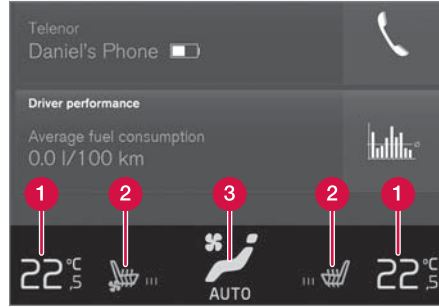 Telenor
Daniel's Phone
Driver performance
Average fuel consumption
0.0 l/100 km
1 2 3 2 1
22,5 °C 22,5 °C
AUTO